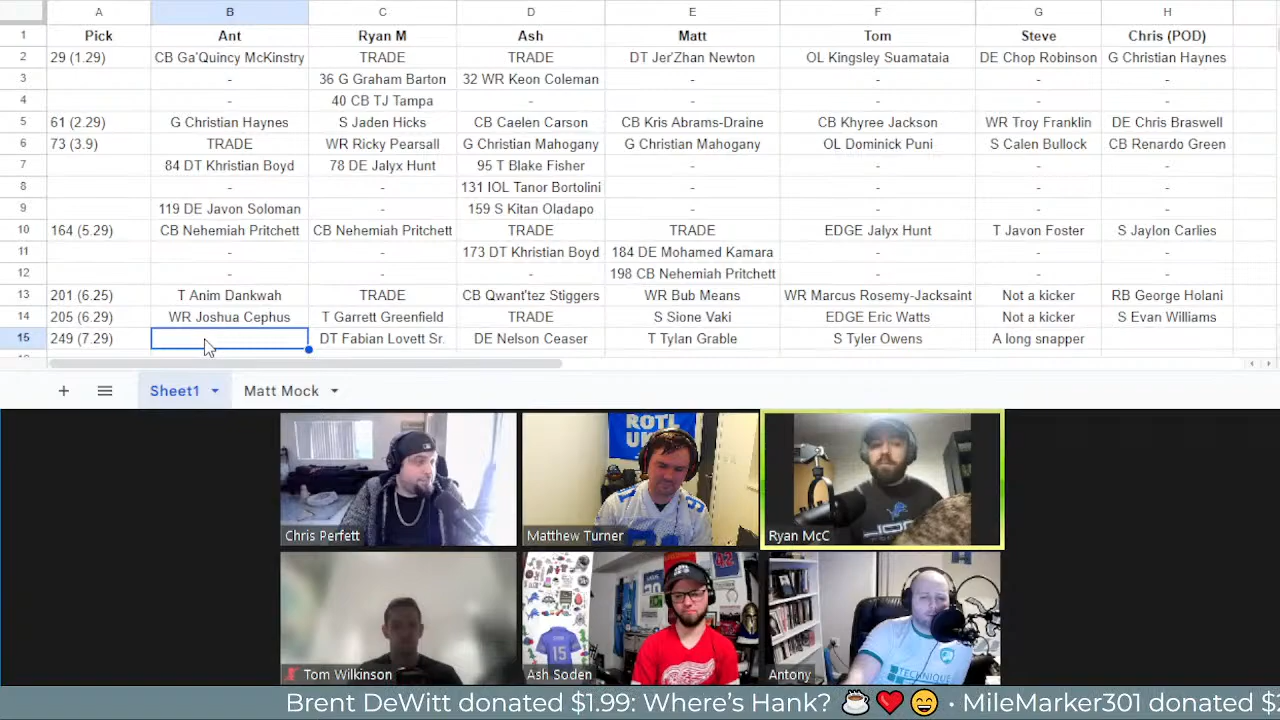 A B C D E F G H
1 Pick Ant Ryan M Ash Matt Tom Steve Chris (POD)
2 29 (1.29) CB Ga'Quincy McKinstry TRADE TRADE DT Jer'Zhan Newton OL Kingsley Suamataia DE Chop Robinson G Christian Haynes
3 - 36 G Graham Barton 32 WR Keon Coleman - - - -
4 - 40 CB TJ Tampa - - - - -
5 61 (2.29) G Christian Haynes S Jaden Hicks CB Caelen Carson CB Kris Abrams-Draine CB Khyree Jackson WR Troy Franklin DE Chris Braswell
6 73 (3.9) TRADE WR Ricky Pearsall G Christian Mahogany G Christian Mahogany OL Dominick Puni S Calen Bullock CB Renardo Green
7 84 DT Khristian Boyd 78 DE Jalyx Hunt 95 T Blake Fisher - - - -
8 - - 131 IOL Tanor Bortolini - - - -
9 119 DE Javon Soloman - 159 S Kitan Oladapo - - - -
10 164 (5.29) CB Nehemiah Pritchett CB Nehemiah Pritchett TRADE TRADE EDGE Jalyx Hunt T Javon Foster S Jaylon Carlies
11 - - 173 DT Khristian Boyd 184 DE Mohamed Kamara - - -
12 - - - 198 CB Nehemiah Pritchett - - -
13 201 (6.25) T Anim Dankwah TRADE CB Qwant'tez Stiggers WR Bub Means WR Marcus Rosemy-Jacksaint Not a kicker RB George Holani
14 205 (6.29) WR Joshua Cephus T Garrett Greenfield TRADE S Sione Vaki EDGE Eric Watts Not a kicker S Evan Williams
15 249 (7.29) DT Fabian Lovett Sr. DE Nelson Ceaser T Tylan Grable S Tyler Owens A long snapper
+ Sheet1 Matt Mock
ROTL
UK
Chris Perfett Matthew Turner Ryan McC
15
TECHNIQUE
Tom Wilkinson Ash Soden Antony
Brent DeWitt donated $1.99: Where's Hank? ☕❤️😄 · MileMarker301 donated $2